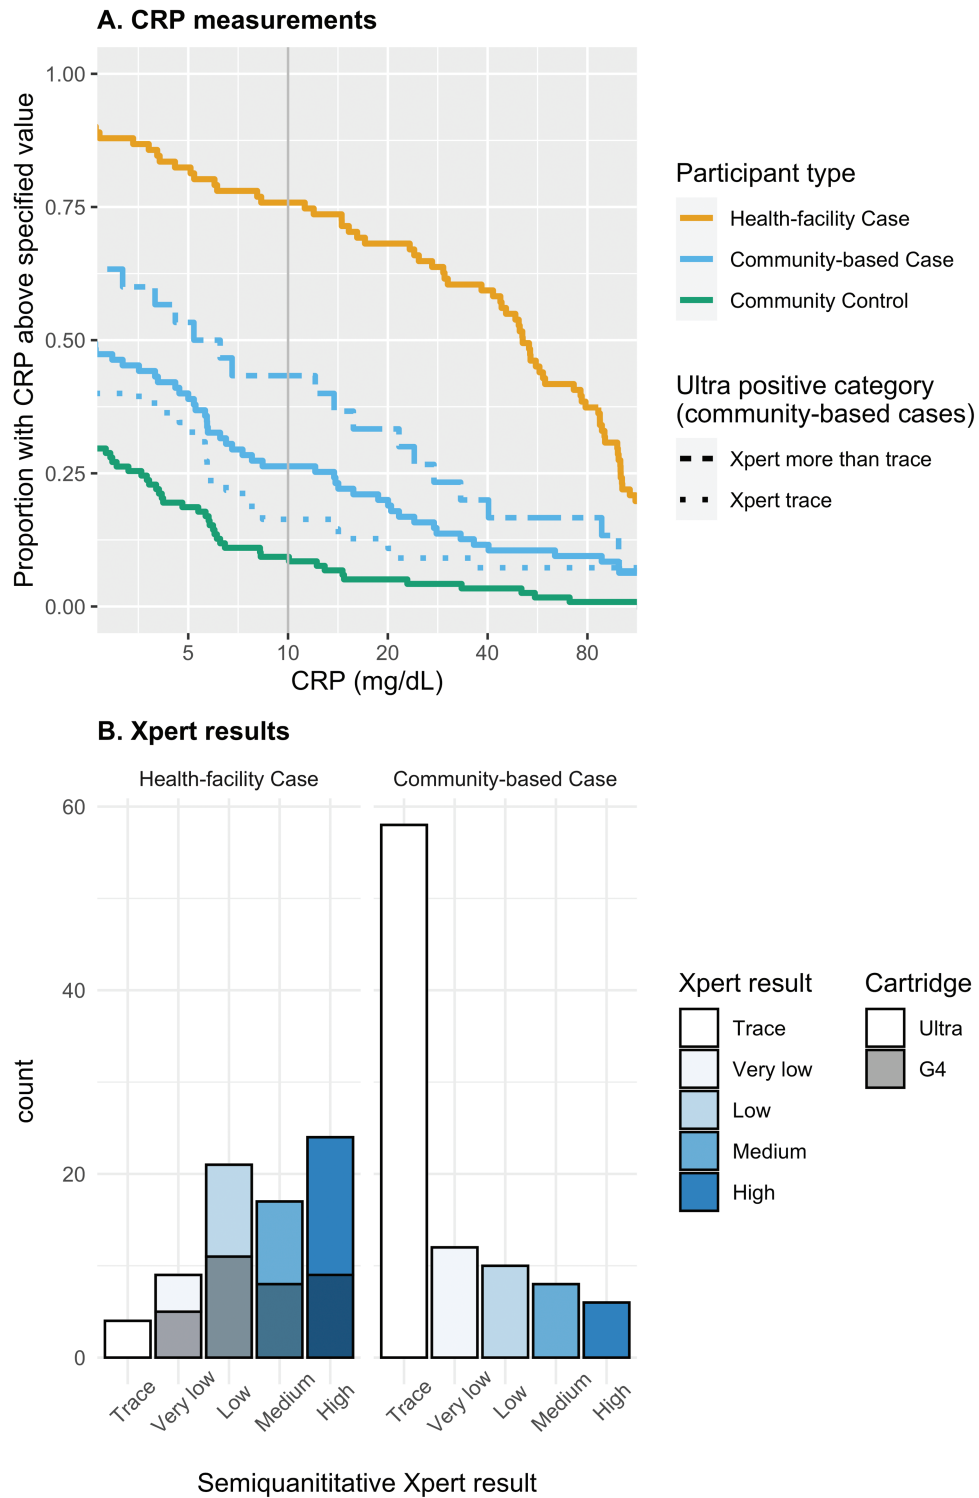 A. CRP measurements
Proportion with CRP above specified value
1.00
0.75
0.50
0.25
0.00
5 10 20 40 80
CRP (mg/dL)
Participant type
Health-facility Case
Community-based Case
Community Control
Ultra positive category
(community-based cases)
Xpert more than trace
Xpert trace
B. Xpert results
Health-facility Case Community-based Case
count
60
40
20
0
Trace Very low Low Medium High Trace Very low Low Medium High
Semiquanititative Xpert result
Xpert result
Trace
Very low
Low
Medium
High
Cartridge
Ultra
G4